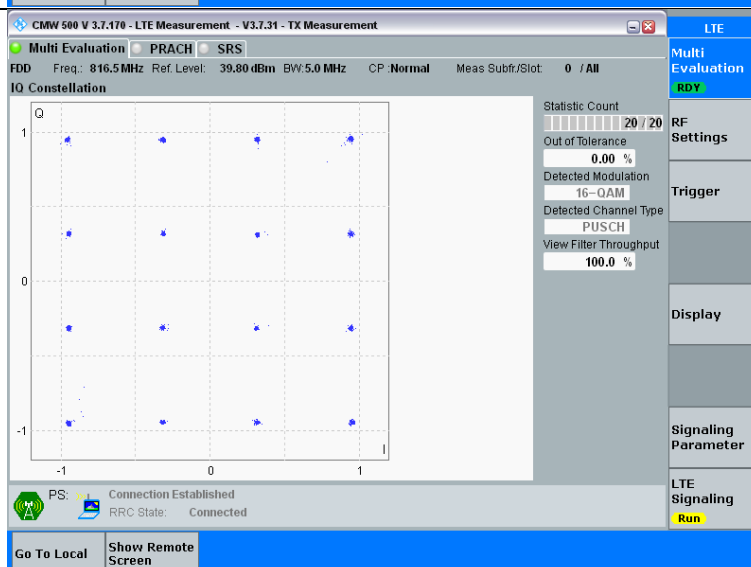 CMW 500 V 3.7.170 - LTE Measurement - V3.7.31 - TX Measurement
LTE
Multi Evaluation PRACH SRS
Multi
Evaluation
RDY
FDD Freq.: 816.5 MHz Ref. Level: 39.80 dBm BW:5.0 MHz CP :Normal Meas Subfr./Slot: 0 / All
IQ Constellation
Q
1
0
-1
I
-1 0 1
Statistic Count
20 / 20
Out of Tolerance
0.00 %
Detected Modulation
16-QAM
Detected Channel Type
PUSCH
View Filter Throughput
100.0 %
RF
Settings
Trigger
Display
Signaling
Parameter
LTE
Signaling
Run
PS: Connection Established
RRC State: Connected
Go To Local
Show Remote
Screen